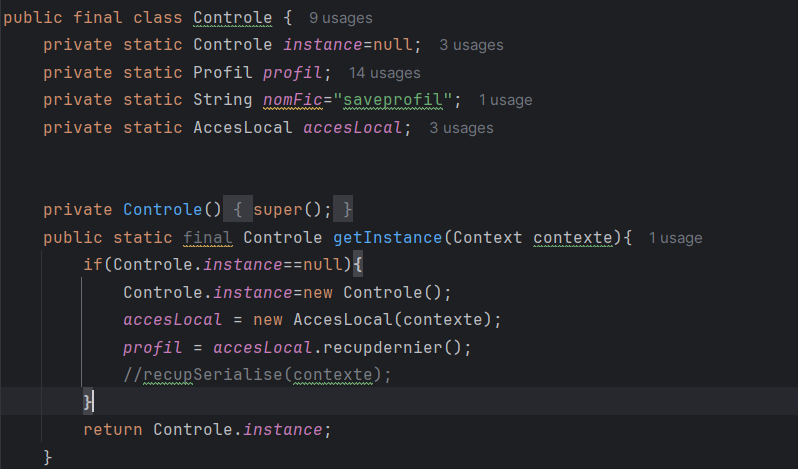 public final class Controle { 9 usages
private static Controle instance=null; 3 usages
private static Profil profil; 14 usages
private static String nomFic="saveprofil"; 1 usage
private static AccesLocal accesLocal; 3 usages
private Controle() { super(); }
public static final Controle getInstance(Context contexte){ 1 usage
if(Controle.instance==null){
Controle.instance=new Controle();
accesLocal = new AccesLocal(contexte);
profil = accesLocal.recupdernier();
//recupSerialise(contexte);
}
return Controle.instance;
}